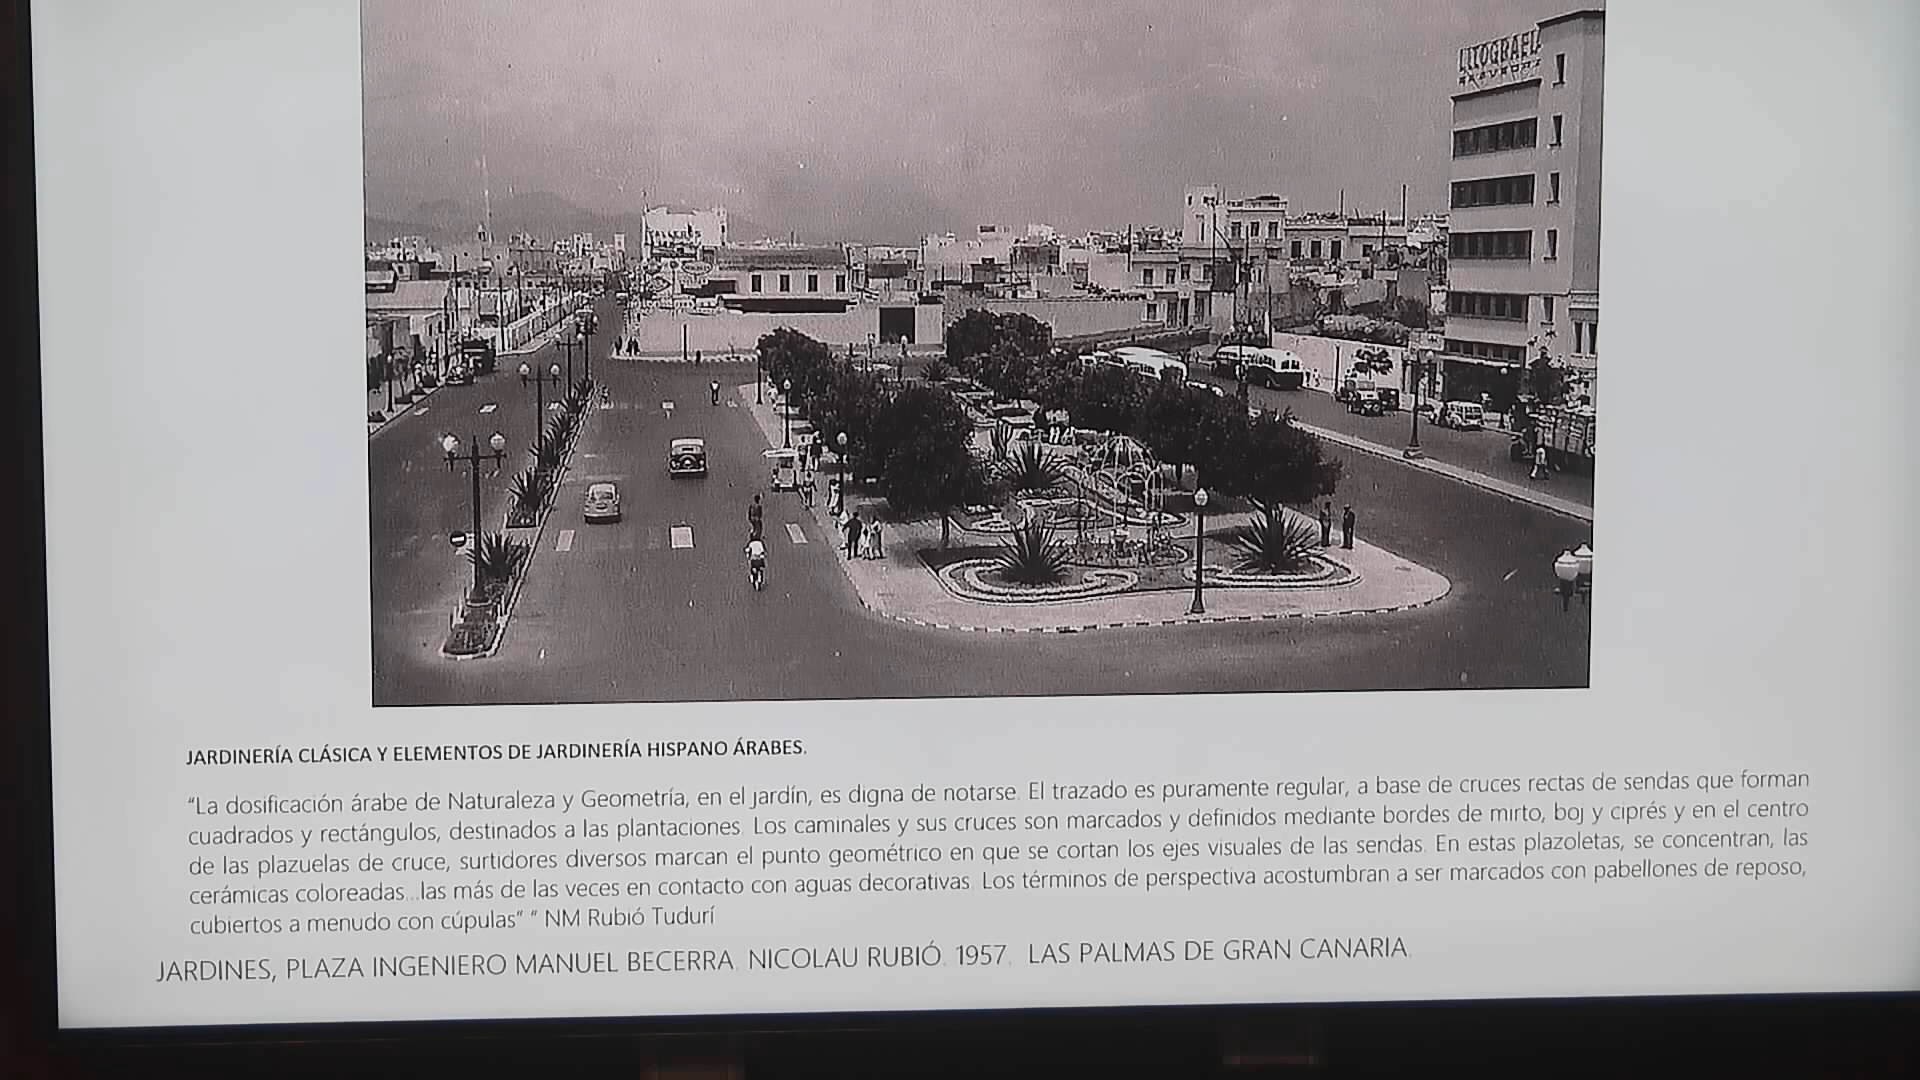 LITOGRAFIA
SAAVEDRA
TALLERES
JARDINERÍA CLÁSICA Y ELEMENTOS DE JARDINERÍA HISPANO ÁRABES.
“La dosificación árabe de Naturaleza y Geometría, en el jardín, es digna de notarse. El trazado es puramente regular, a base de cruces rectas de sendas que forman
cuadrados y rectángulos, destinados a las plantaciones. Los caminales y sus cruces son marcados y definidos mediante bordes de mirto, boj y ciprés y en el centro
de las plazuelas de cruce, surtidores diversos marcan el punto geométrico en que se cortan los ejes visuales de las sendas. En estas plazoletas, se concentran, las
cerámicas coloreadas...las más de las veces en contacto con aguas decorativas. Los términos de perspectiva acostumbran a ser marcados con pabellones de reposo,
cubiertos a menudo con cúpulas” “ NM Rubió Tudurí
JARDINES, PLAZA INGENIERO MANUEL BECERRA. NICOLAU RUBIÓ. 1957. LAS PALMAS DE GRAN CANARIA.